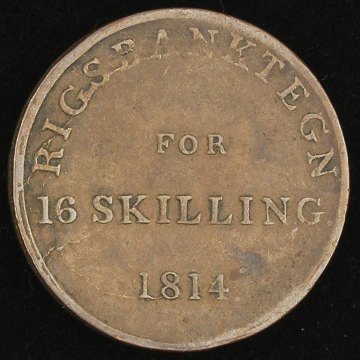 RIGSBANKTEGN
FOR
16 SKILLING
1814